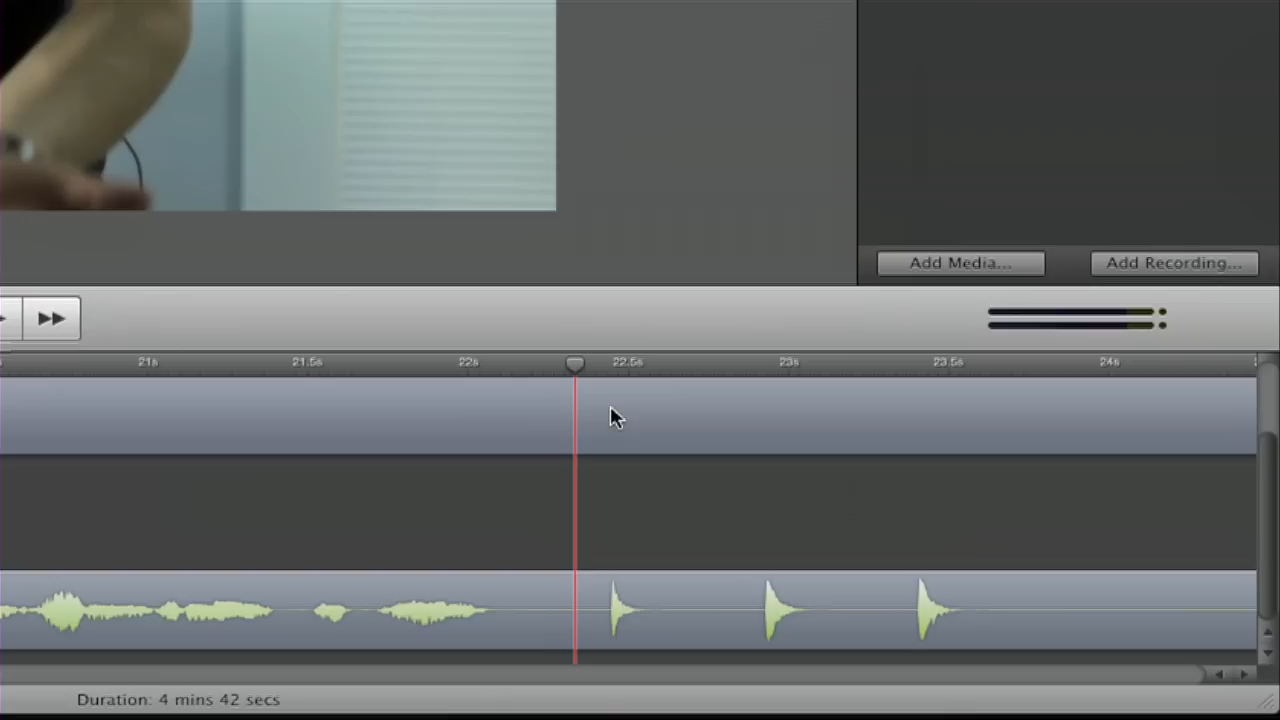 Add Media...
Add Recording...
21s
21.5s
22s
22.5s
23s
23.5s
24s
Duration: 4 mins 42 secs